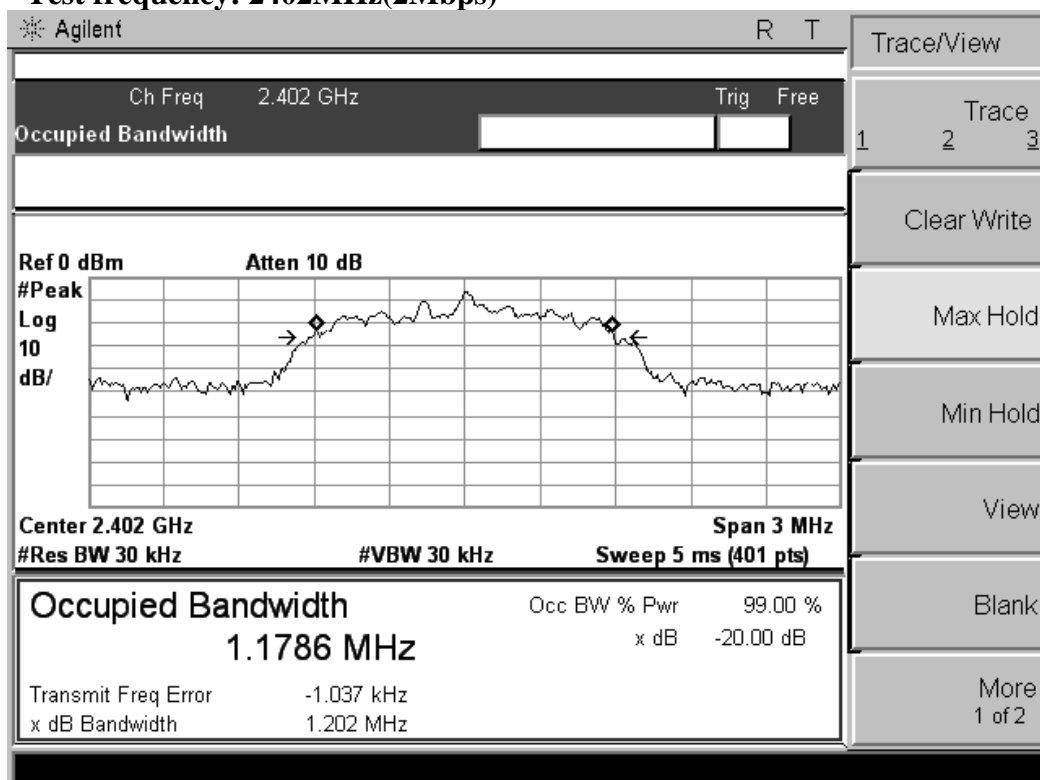 Test frequency: 2402MHz(2Mbps)
Agilent R T
Trace/View
Ch Freq 2.402 GHz Trig Free
Occupied Bandwidth
Trace
1 2 3
Clear Write
Ref 0 dBm Atten 10 dB
#Peak
Log
10
dB/
Max Hold
Min Hold
View
Center 2.402 GHz Span 3 MHz
#Res BW 30 kHz #VBW 30 kHz Sweep 5 ms (401 pts)
Occupied Bandwidth Occ BW % Pwr 99.00 %
1.1786 MHz x dB -20.00 dB
Blank
Transmit Freq Error -1.037 kHz
x dB Bandwidth 1.202 MHz
More
1 of 2